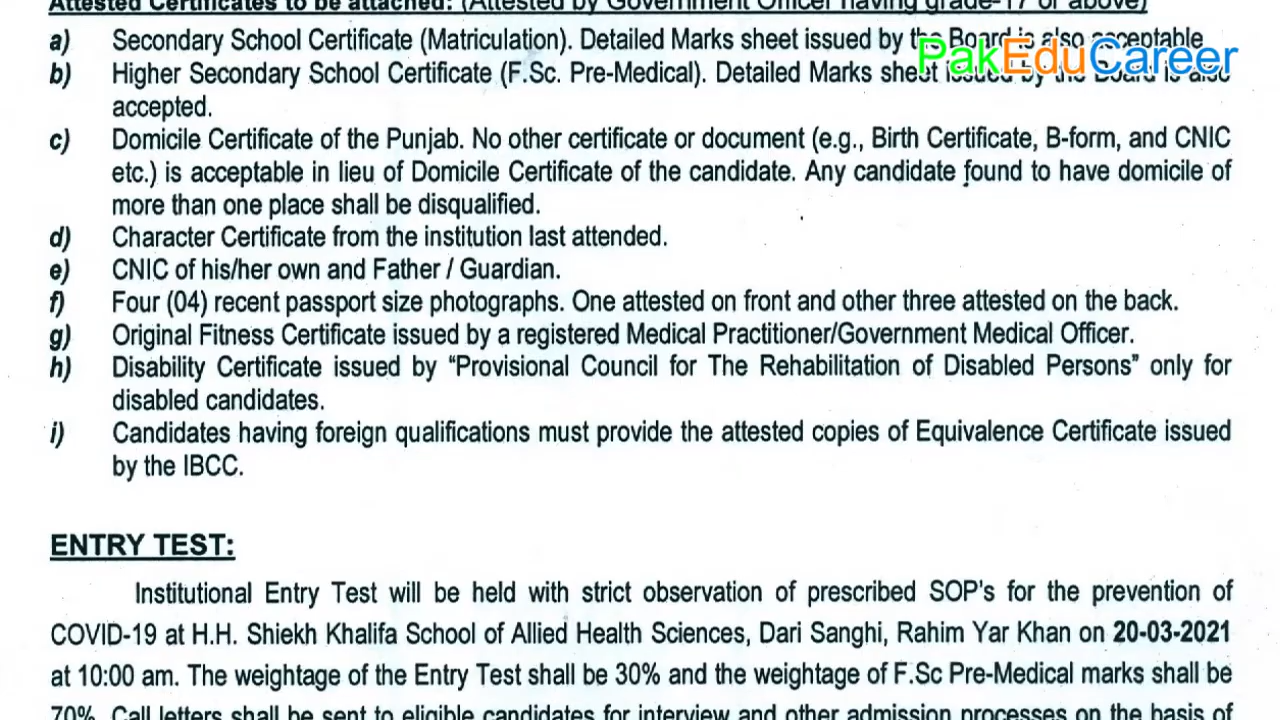 Attested Certificates to be attached: (Attested by Government Officer having grade-17 or above)
a) Secondary School Certificate (Matriculation). Detailed Marks sheet issued by the Board is also acceptable
PakEduCareer
b) Higher Secondary School Certificate (F.Sc. Pre-Medical). Detailed Marks sheet issued by the Board is also
accepted.
c) Domicile Certificate of the Punjab. No other certificate or document (e.g., Birth Certificate, B-form, and CNIC
etc.) is acceptable in lieu of Domicile Certificate of the candidate. Any candidate found to have domicile of
more than one place shall be disqualified.
d) Character Certificate from the institution last attended.
e) CNIC of his/her own and Father / Guardian.
f) Four (04) recent passport size photographs. One attested on front and other three attested on the back.
g) Original Fitness Certificate issued by a registered Medical Practitioner/Government Medical Officer.
h) Disability Certificate issued by “Provisional Council for The Rehabilitation of Disabled Persons” only for
disabled candidates.
i) Candidates having foreign qualifications must provide the attested copies of Equivalence Certificate issued
by the IBCC.
ENTRY TEST:
Institutional Entry Test will be held with strict observation of prescribed SOP's for the prevention of
COVID-19 at H.H. Shiekh Khalifa School of Allied Health Sciences, Dari Sanghi, Rahim Yar Khan on 20-03-2021
at 10:00 am. The weightage of the Entry Test shall be 30% and the weightage of F.Sc Pre-Medical marks shall be
70%. Call letters shall be sent to eligible candidates for interview and other admission processes on the basis of